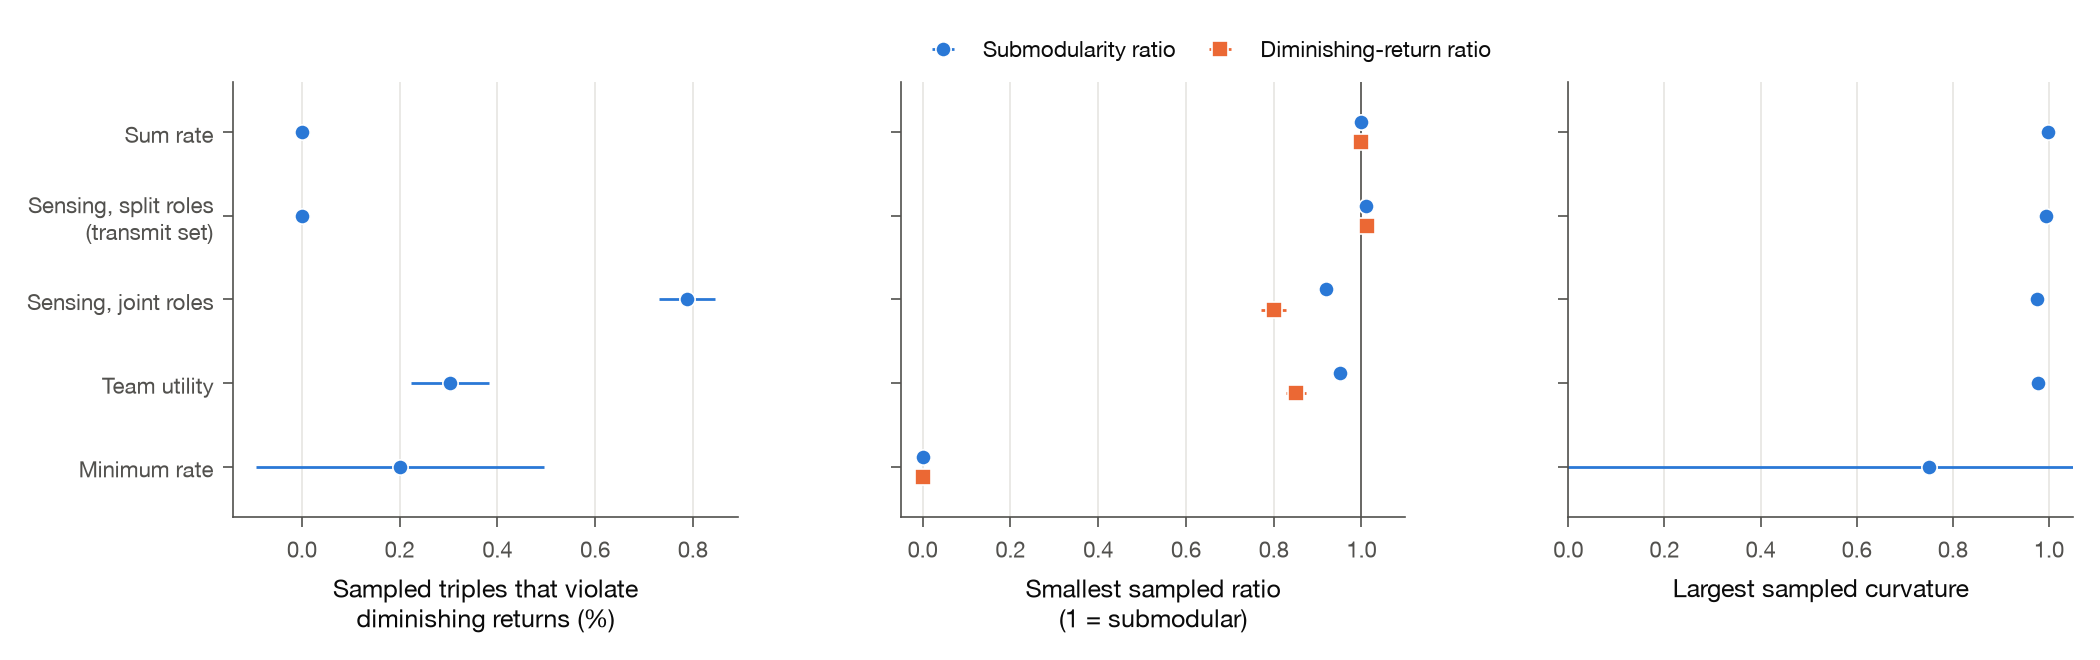 Submodularity ratio
Diminishing-return ratio
Sum rate
Sensing, split roles
(transmit set)
Sensing, joint roles
Team utility
Minimum rate
0.0 0.2 0.4 0.6 0.8
0.0 0.2 0.4 0.6 0.8 1.0
0.0 0.2 0.4 0.6 0.8 1.0
Sampled triples that violate
diminishing returns (%)
Smallest sampled ratio
(1 = submodular)
Largest sampled curvature